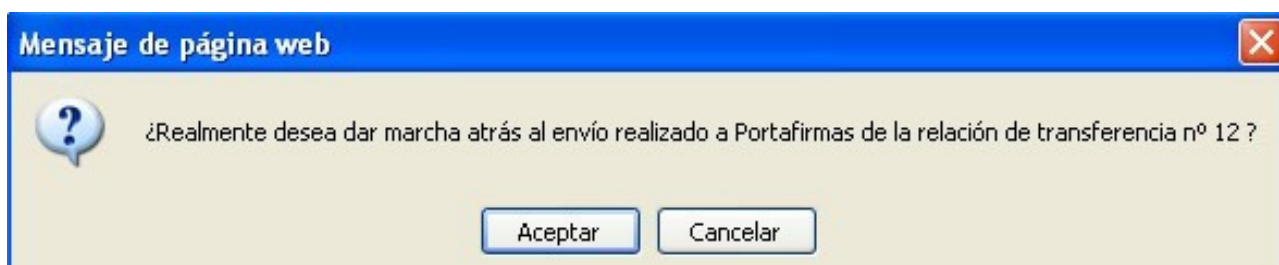 Mensaje de página web
¿Realmente desea dar marcha atrás al envío realizado a Portafirmas de la relación de transferencia nº 12 ?
Aceptar
Cancelar